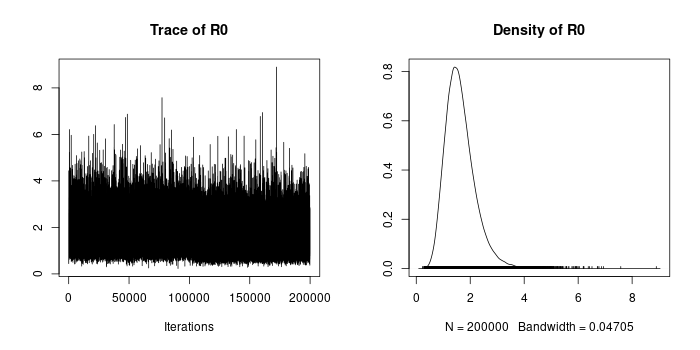 Trace of R0
8
6
4
2
0
0 50000 100000 150000 200000
Iterations
Density of R0
0.8
0.6
0.4
0.2
0.0
0 2 4 6 8
N = 200000 Bandwidth = 0.04705